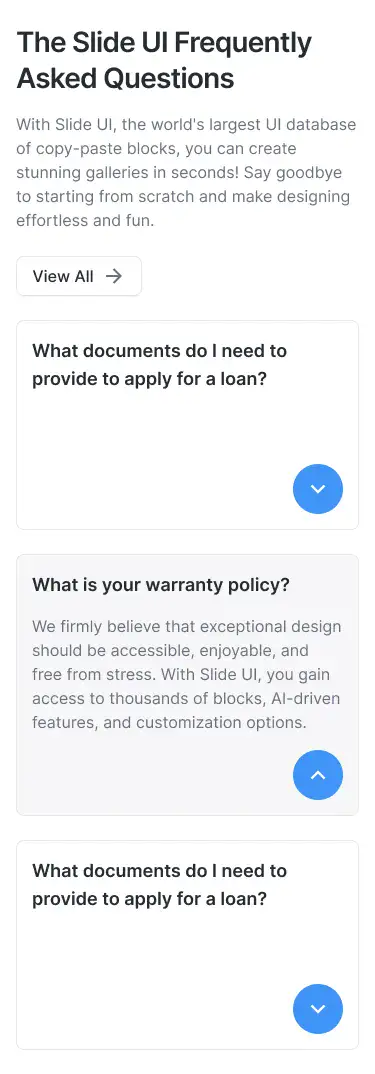 The Slide UI Frequently
Asked Questions
With Slide UI, the world's largest UI database
of copy-paste blocks, you can create
stunning galleries in seconds! Say goodbye
to starting from scratch and make designing
effortless and fun.
View All
What documents do I need to
provide to apply for a loan?
What is your warranty policy?
We firmly believe that exceptional design
should be accessible, enjoyable, and
free from stress. With Slide UI, you gain
access to thousands of blocks, AI-driven
features, and customization options.
What documents do I need to
provide to apply for a loan?